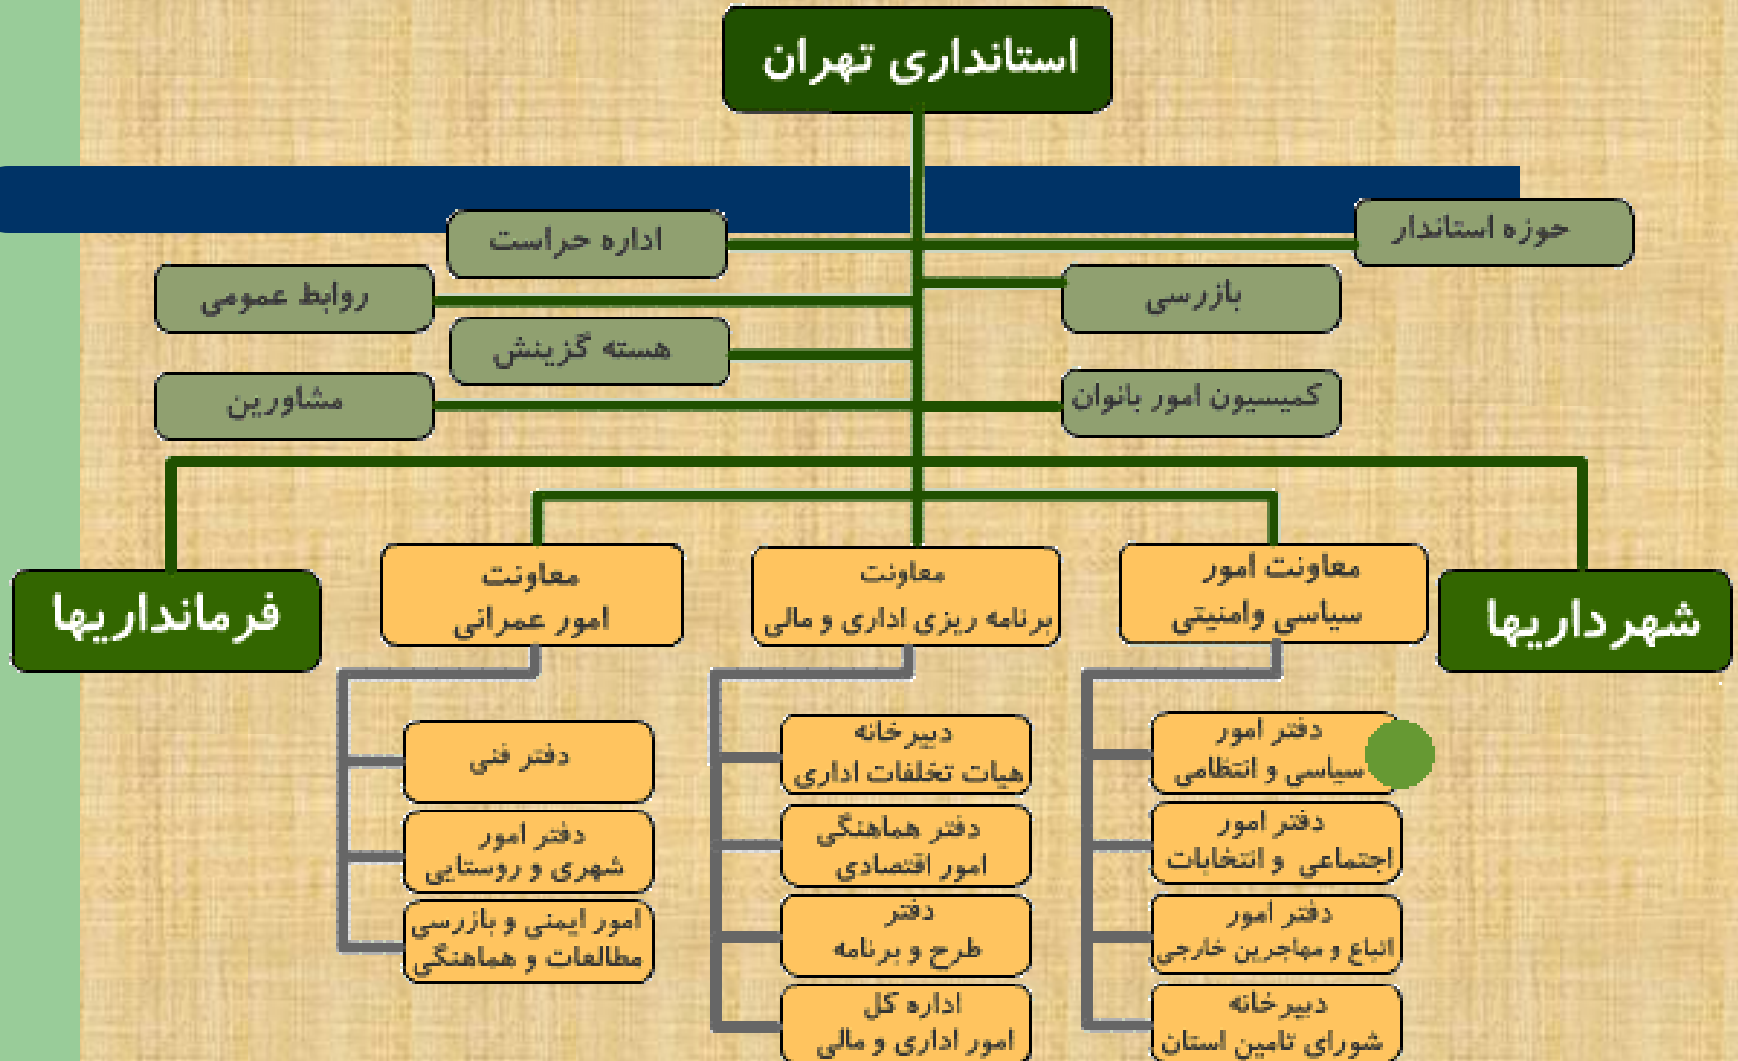 استانداری تهران
حوزه استاندار
اداره حراست
بازرسی
روابط عمومی
هسته گزینش
کمیسیون امور بانوان
مشاورین
شهرداریها
معاونت امور
سیاسی وامنیتی
معاونت
برنامه ریزی اداری و مالی
معاونت
امور عمرانی
فرمانداریها
دفتر امور
سیاسی و انتظامی
دفتر امور
اجتماعی و انتخابات
دفتر امور
اتباع و مهاجرین خارجی
دبیرخانه
شورای تامین استان
دبیرخانه
هیات تخلفات اداری
دفتر هماهنگی
امور اقتصادی
دفتر
طرح و برنامه
اداره کل
امور اداری و مالی
دفتر فنی
دفتر امور
شهری و روستایی
امور ایمنی و بازرسی
مطالعات و هماهنگی